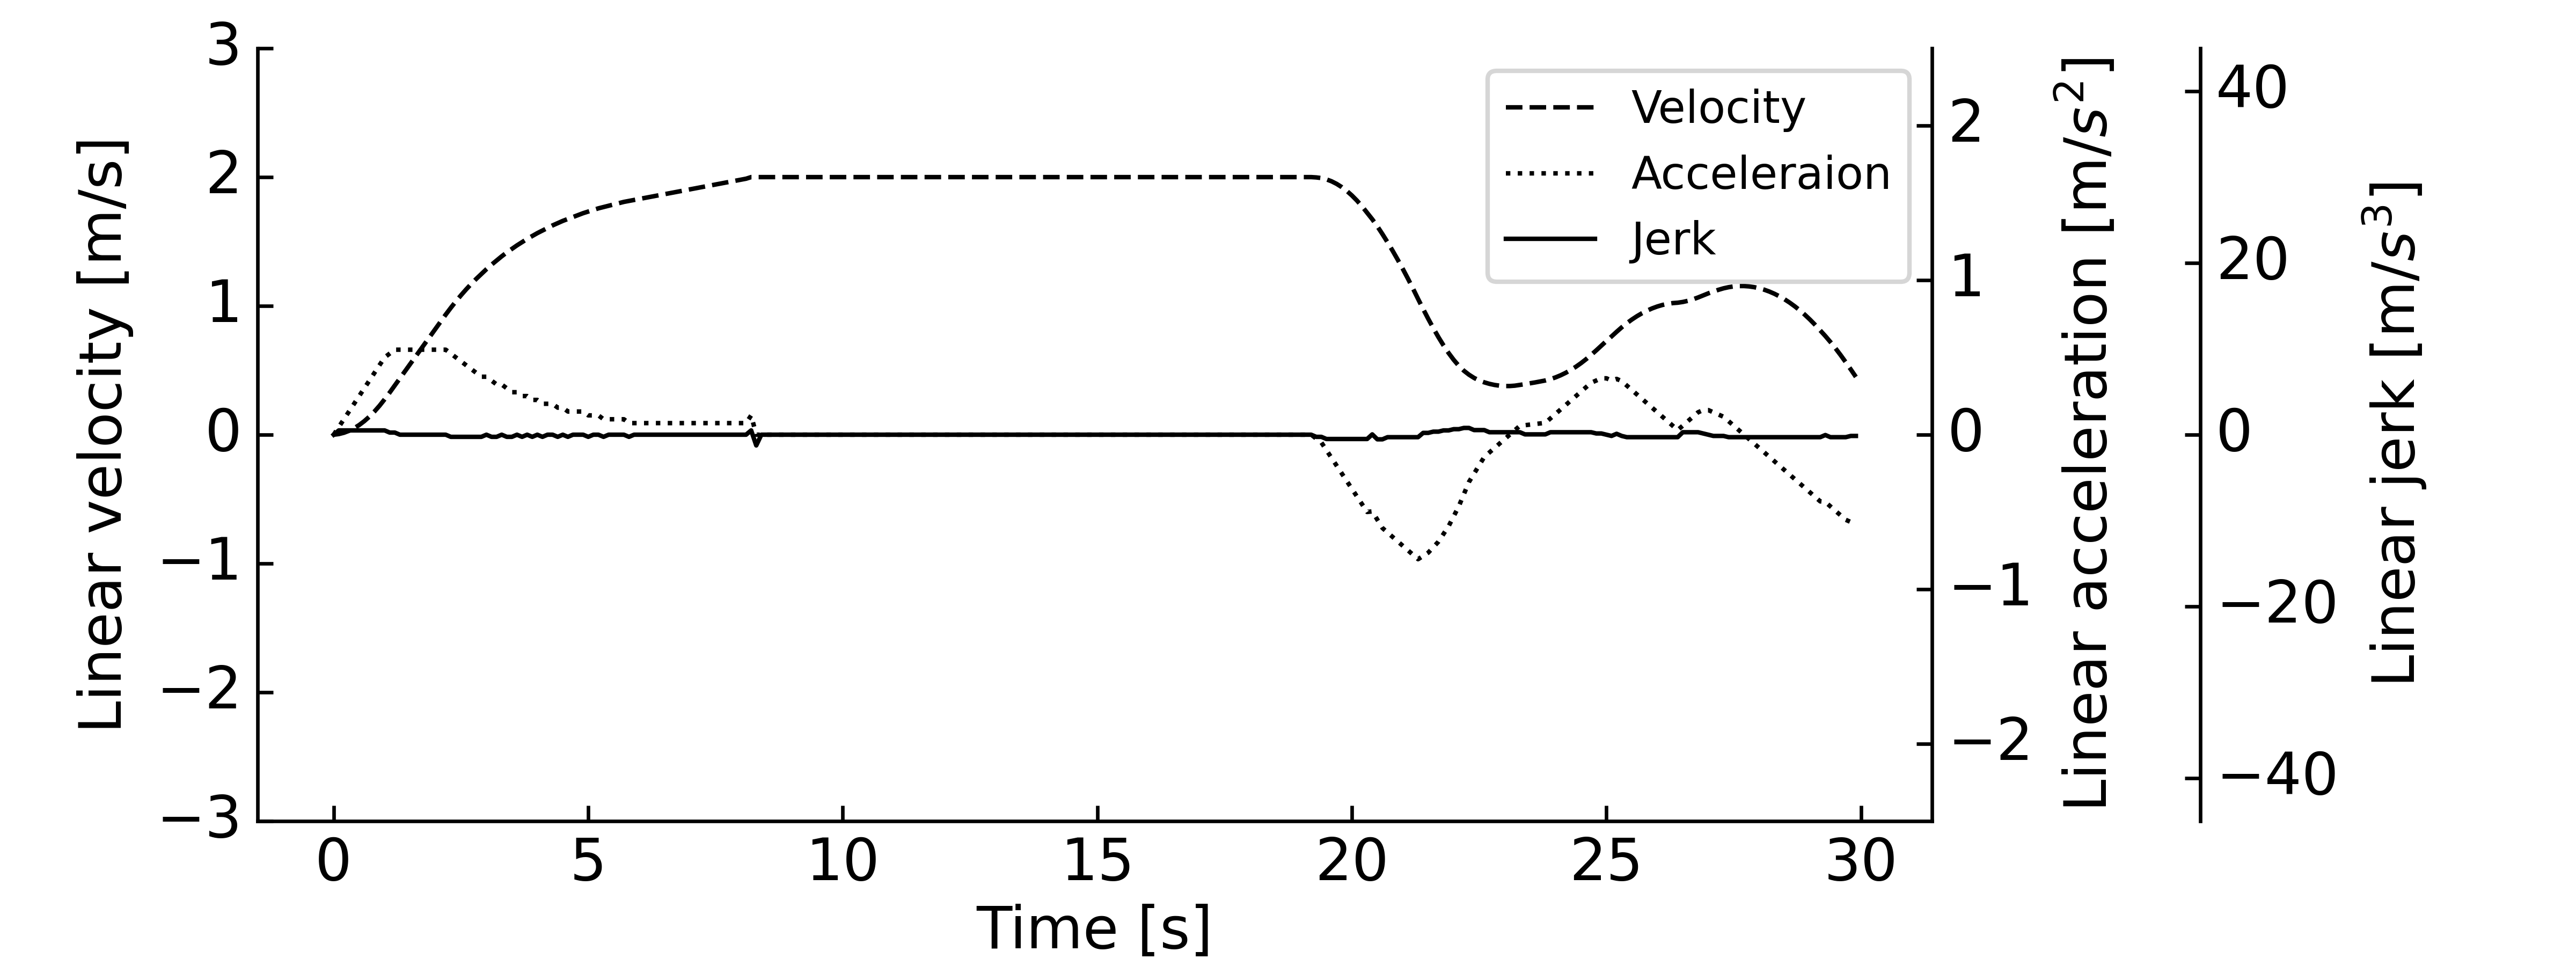 Linear velocity [m/s]
3
2
1
0
−1
−2
−3
0 5 10 15 20 25 30
Time [s]
Velocity
Acceleraion
Jerk
2
1
0
−1
−2
Linear acceleration [m/s²]
40
20
0
−20
−40
Linear jerk [m/s³]